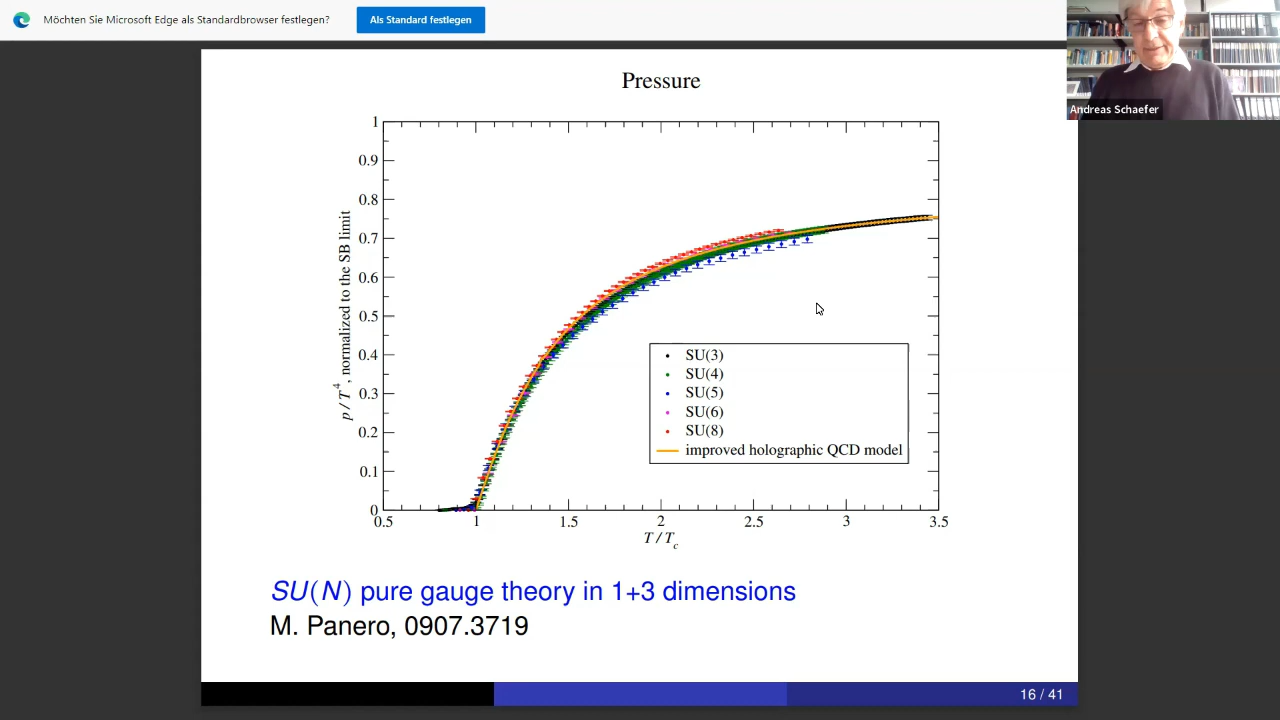 Möchten Sie Microsoft Edge als Standardbrowser festlegen?
Als Standard festlegen
Andreas Schaefer
Pressure
1
0.9
0.8
0.7
0.6
0.5
0.4
0.3
0.2
0.1
0
p / T^4, normalized to the SB limit
0.5 1 1.5 2 2.5 3 3.5
T / T_c
SU(3)
SU(4)
SU(5)
SU(6)
SU(8)
improved holographic QCD model
SU(N) pure gauge theory in 1+3 dimensions
M. Panero, 0907.3719
16 / 41